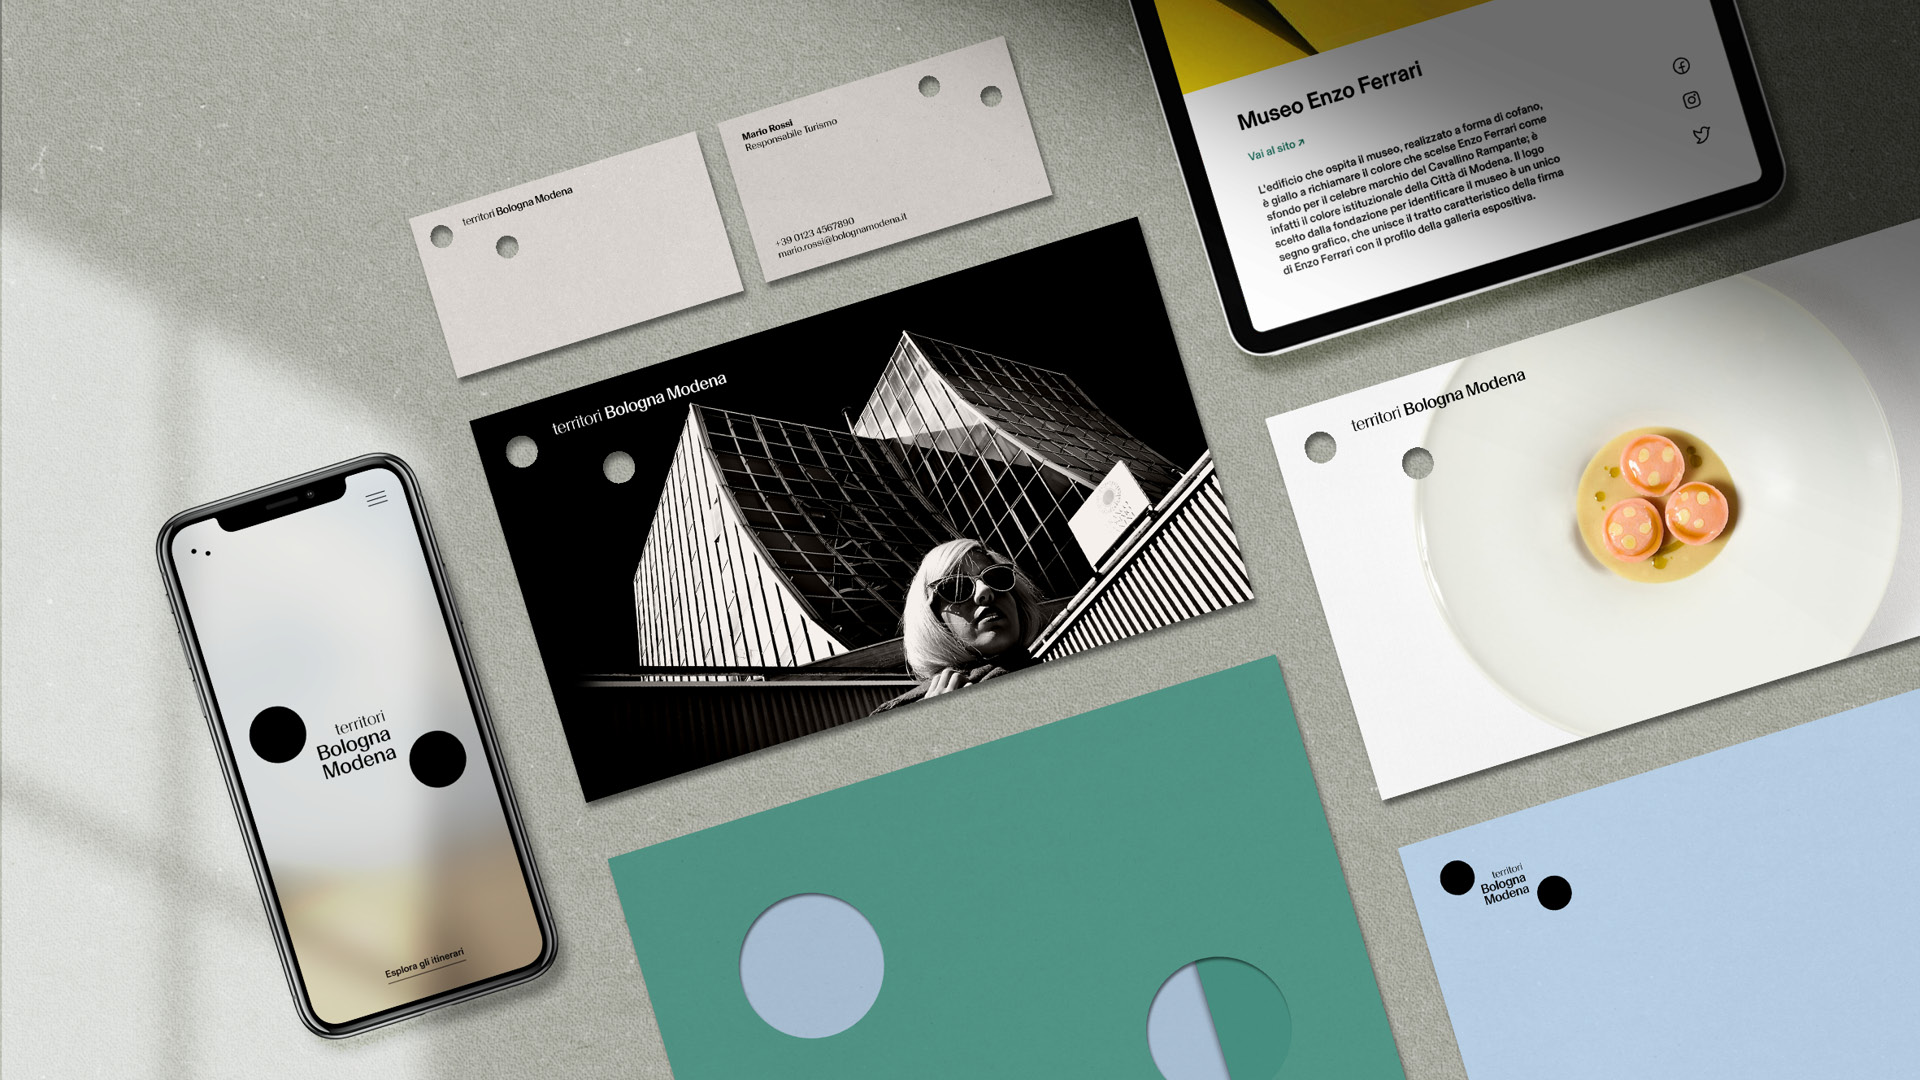 territori Bologna Modena
Mario Rossi
Responsabile Turismo
+39 0123 4567890
mario.rossi@bolognamodena.it
Museo Enzo Ferrari
Vai al sito ↗
L'edificio che ospita il museo, realizzato a forma di cofano,
è giallo a richiamare il colore che scelse Enzo Ferrari come
sfondo per il celebre marchio del Cavallino Rampante; è
infatti il colore istituzionale della Città di Modena. Il logo
scelto dalla fondazione per identificare il museo è un unico
segno grafico, che unisce il tratto caratteristico della firma
di Enzo Ferrari con il profilo della galleria espositiva.
territori Bologna Modena
territori Bologna Modena
territori
Bologna
Modena
Esplora gli itinerari
territori
Bologna
Modena